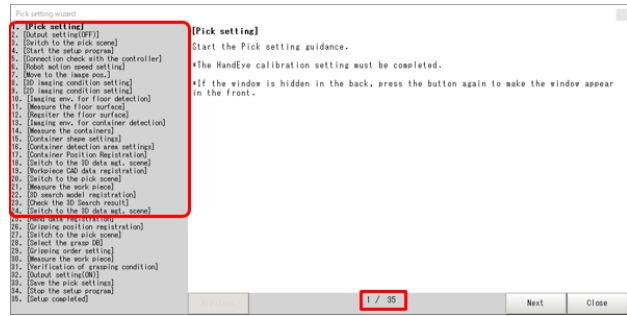 Pick setting wizard
1. [Pick setting]
2. [Output setting(OFF)]
3. [Switch to the pick scene]
4. [Start the setup program]
5. [Connection check with the controller]
6. [Robot motion speed setting]
7. [Move to the image pos.]
8. [3D imaging condition setting]
9. [2D imaging condition setting]
10. [Imaging env. for floor detection]
11. [Measure the floor surface]
12. [Regsiter the floor surface]
13. [Imaging env. for container detection]
14. [Measure the containers]
15. [Container shape settings]
16. [Container detection area settings]
17. [Container Position Registration]
18. [Switch to the 3D data mgt. scene]
19. [Workpiece CAD data registration]
20. [Switch to the pick scene]
21. [Measure the work piece]
22. [3D search model registration]
23. [Check the 3D Search result]
24. [Switch to the 3D data mgt. scene]
25. [Hand data registration]
26. [Gripping position registration]
27. [Switch to the pick scene]
28. [Select the grasp DB]
29. [Gripping order setting]
30. [Measure the work piece]
31. [Verification of grasping condition]
32. [Output setting(ON)]
33. [Save the pick settings]
34. [Stop the setup program]
35. [Setup completed]
[Pick setting]
Start the Pick setting guidance.
*The HandEye calibration setting must be completed.
*If the window is hidden in the back, press the button again to make the window appear
in the front.
1 / 35
Next
Close